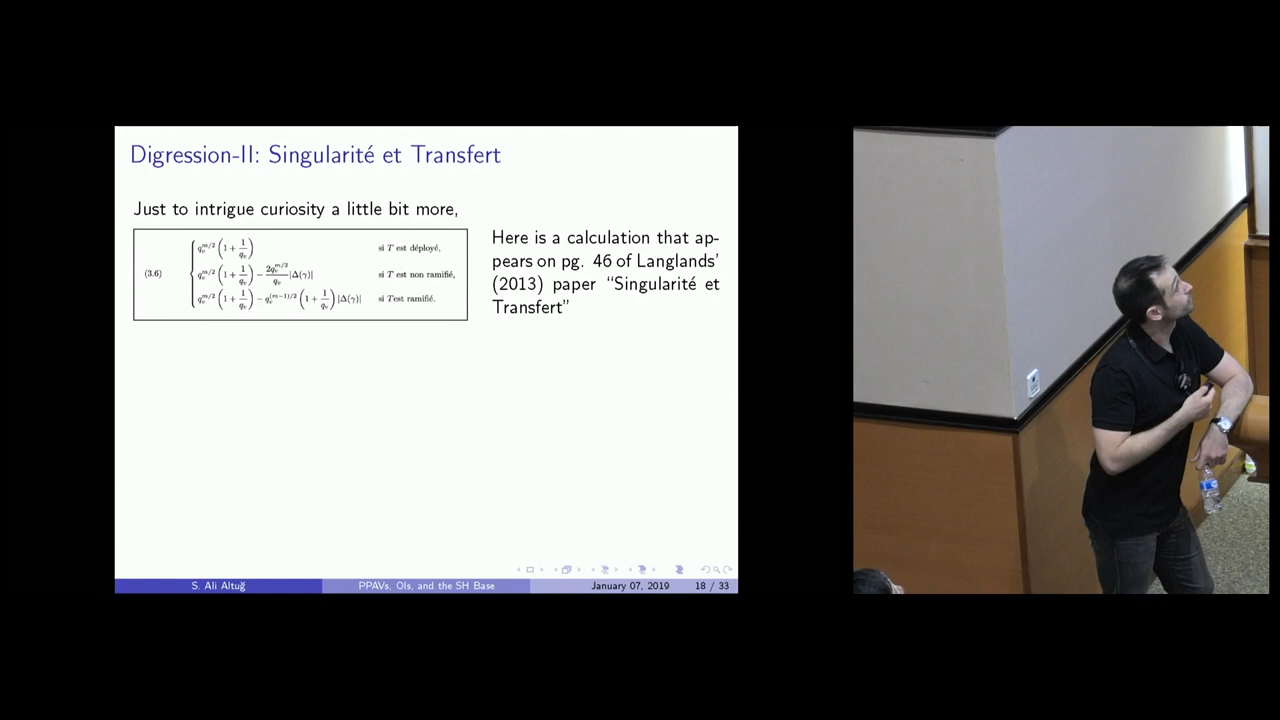 Digression-II: Singularité et Transfert
Just to intrigue curiosity a little bit more,
(3.6)
q_v^{m/2} (1 + 1/q_v) si T est déployé,
q_v^{m/2} (1 + 1/q_v) − 2q_v^{m/2}/q_v |Δ(γ)| si T est non ramifié,
q_v^{m/2} (1 + 1/q_v) − q_v^{(m−1)/2} (1 + 1/q_v) |Δ(γ)| si Test ramifié.
Here is a calculation that ap-
pears on pg. 46 of Langlands'
(2013) paper "Singularité et
Transfert"
S. Ali Altuğ PPAVs, OIs, and the SH Base January 07, 2019 18 / 33